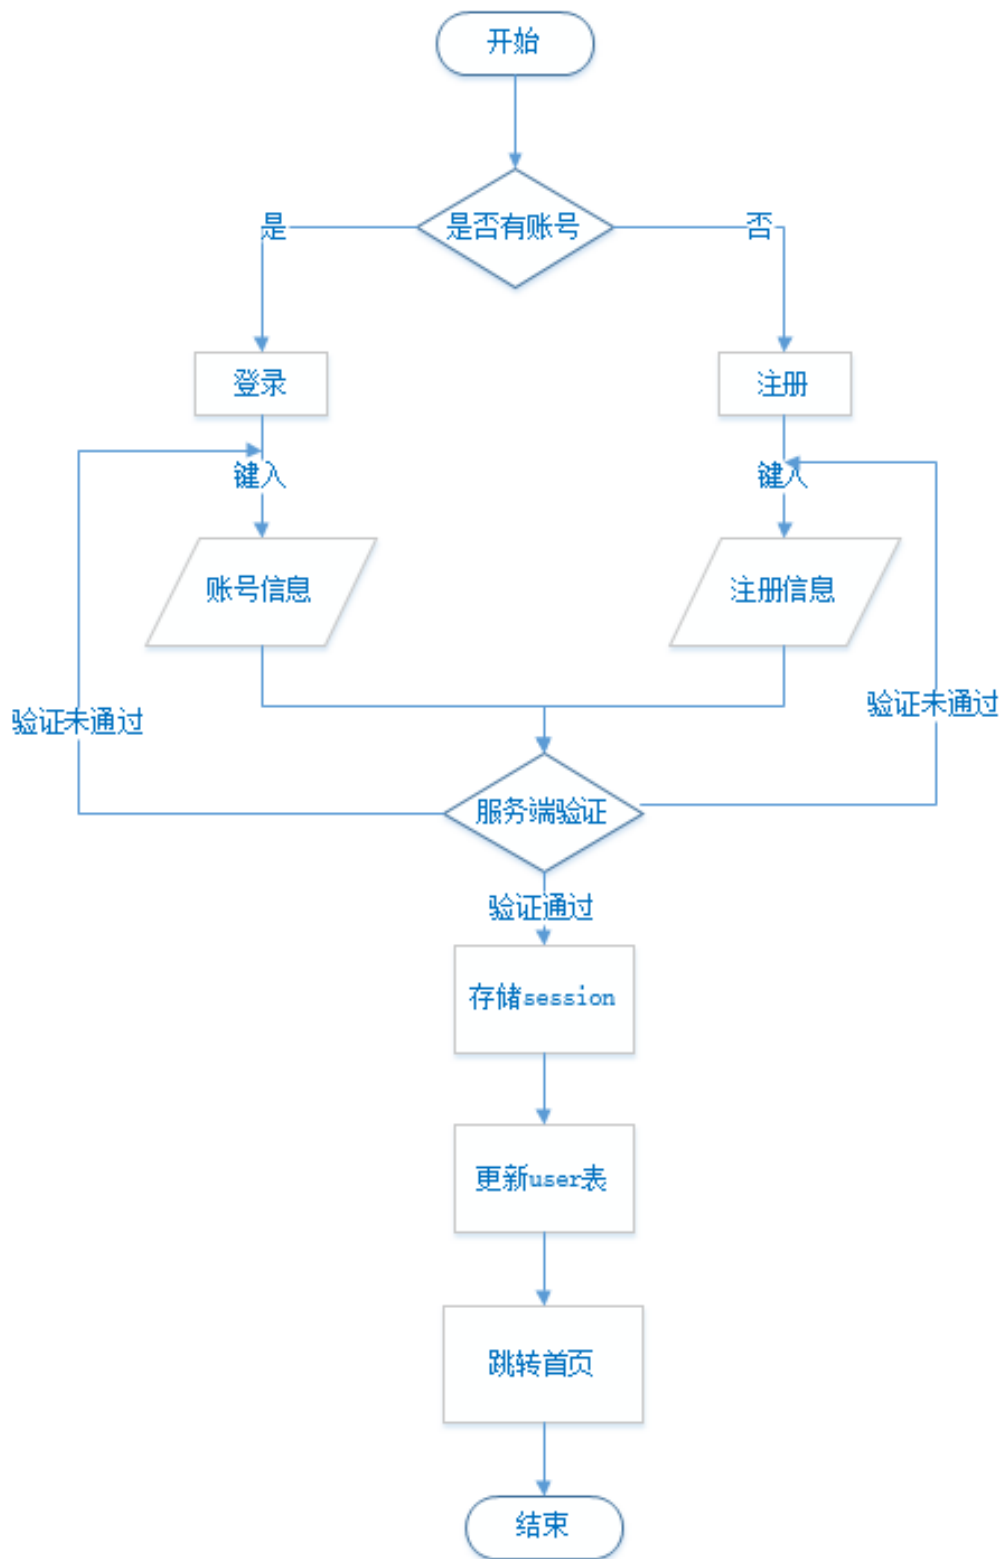 开始
是否有账号
是
否
登录
注册
键入
键入
账号信息
注册信息
验证未通过
验证未通过
服务端验证
验证通过
存储session
更新user表
跳转首页
结束